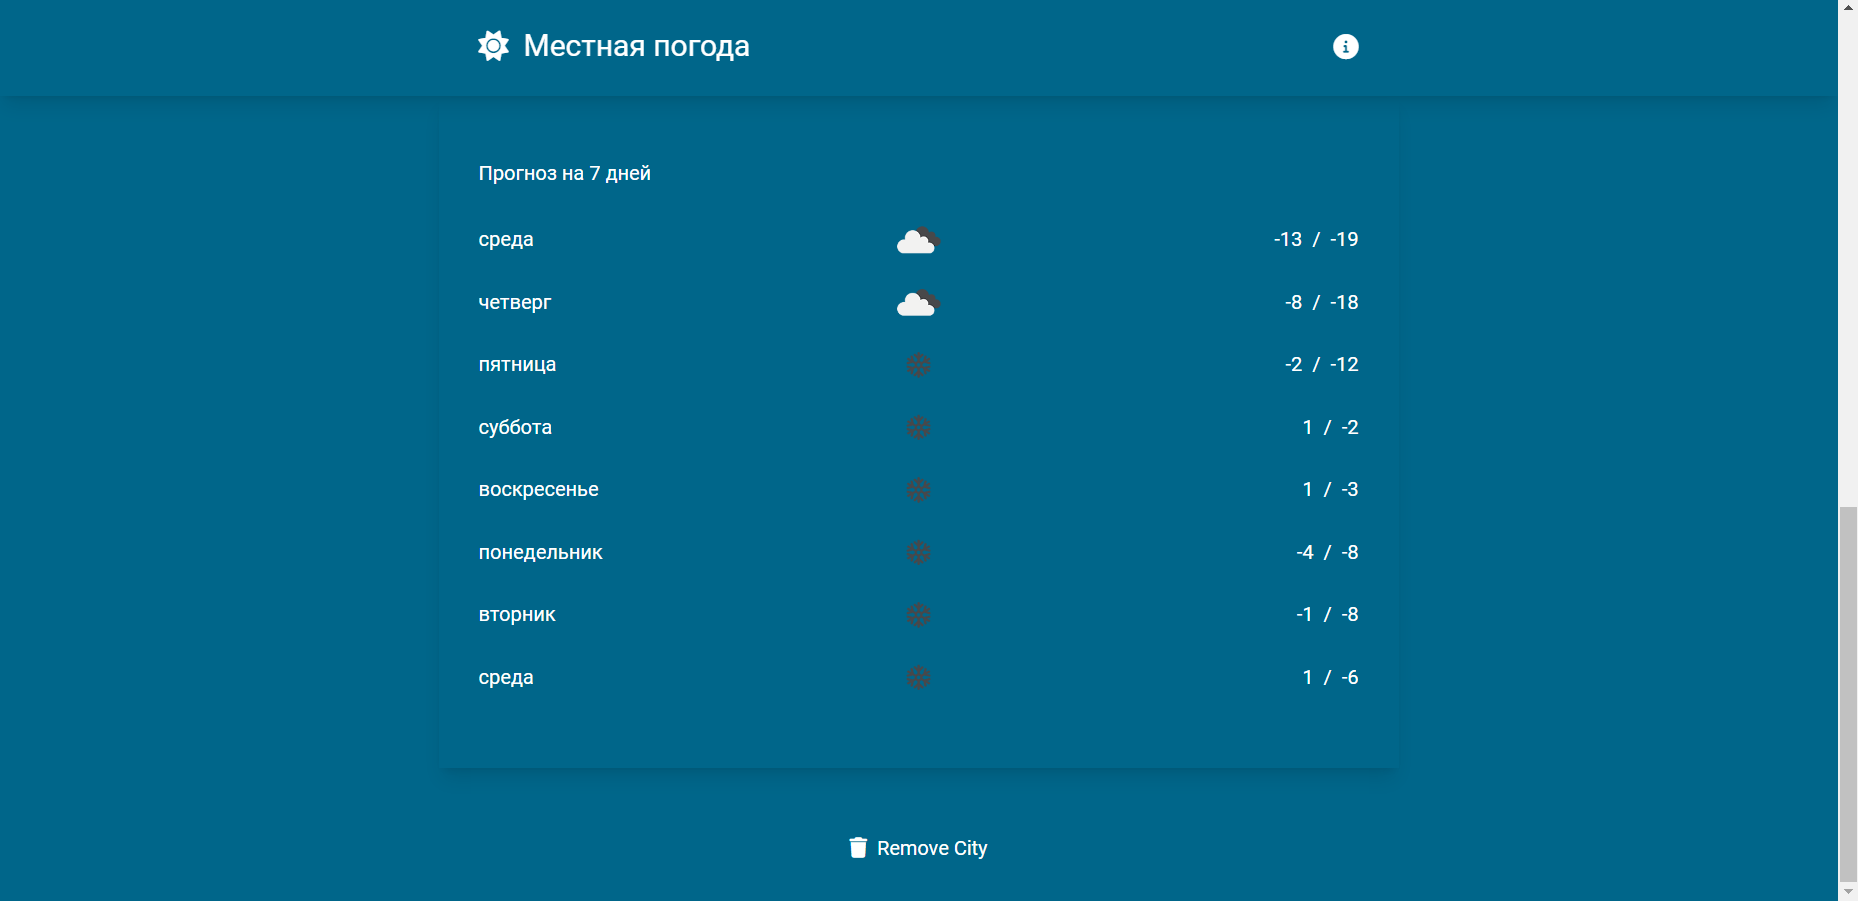 Местная погода
Прогноз на 7 дней
среда -13 / -19
четверг -8 / -18
пятница -2 / -12
суббота 1 / -2
воскресенье 1 / -3
понедельник -4 / -8
вторник -1 / -8
среда 1 / -6
Remove City